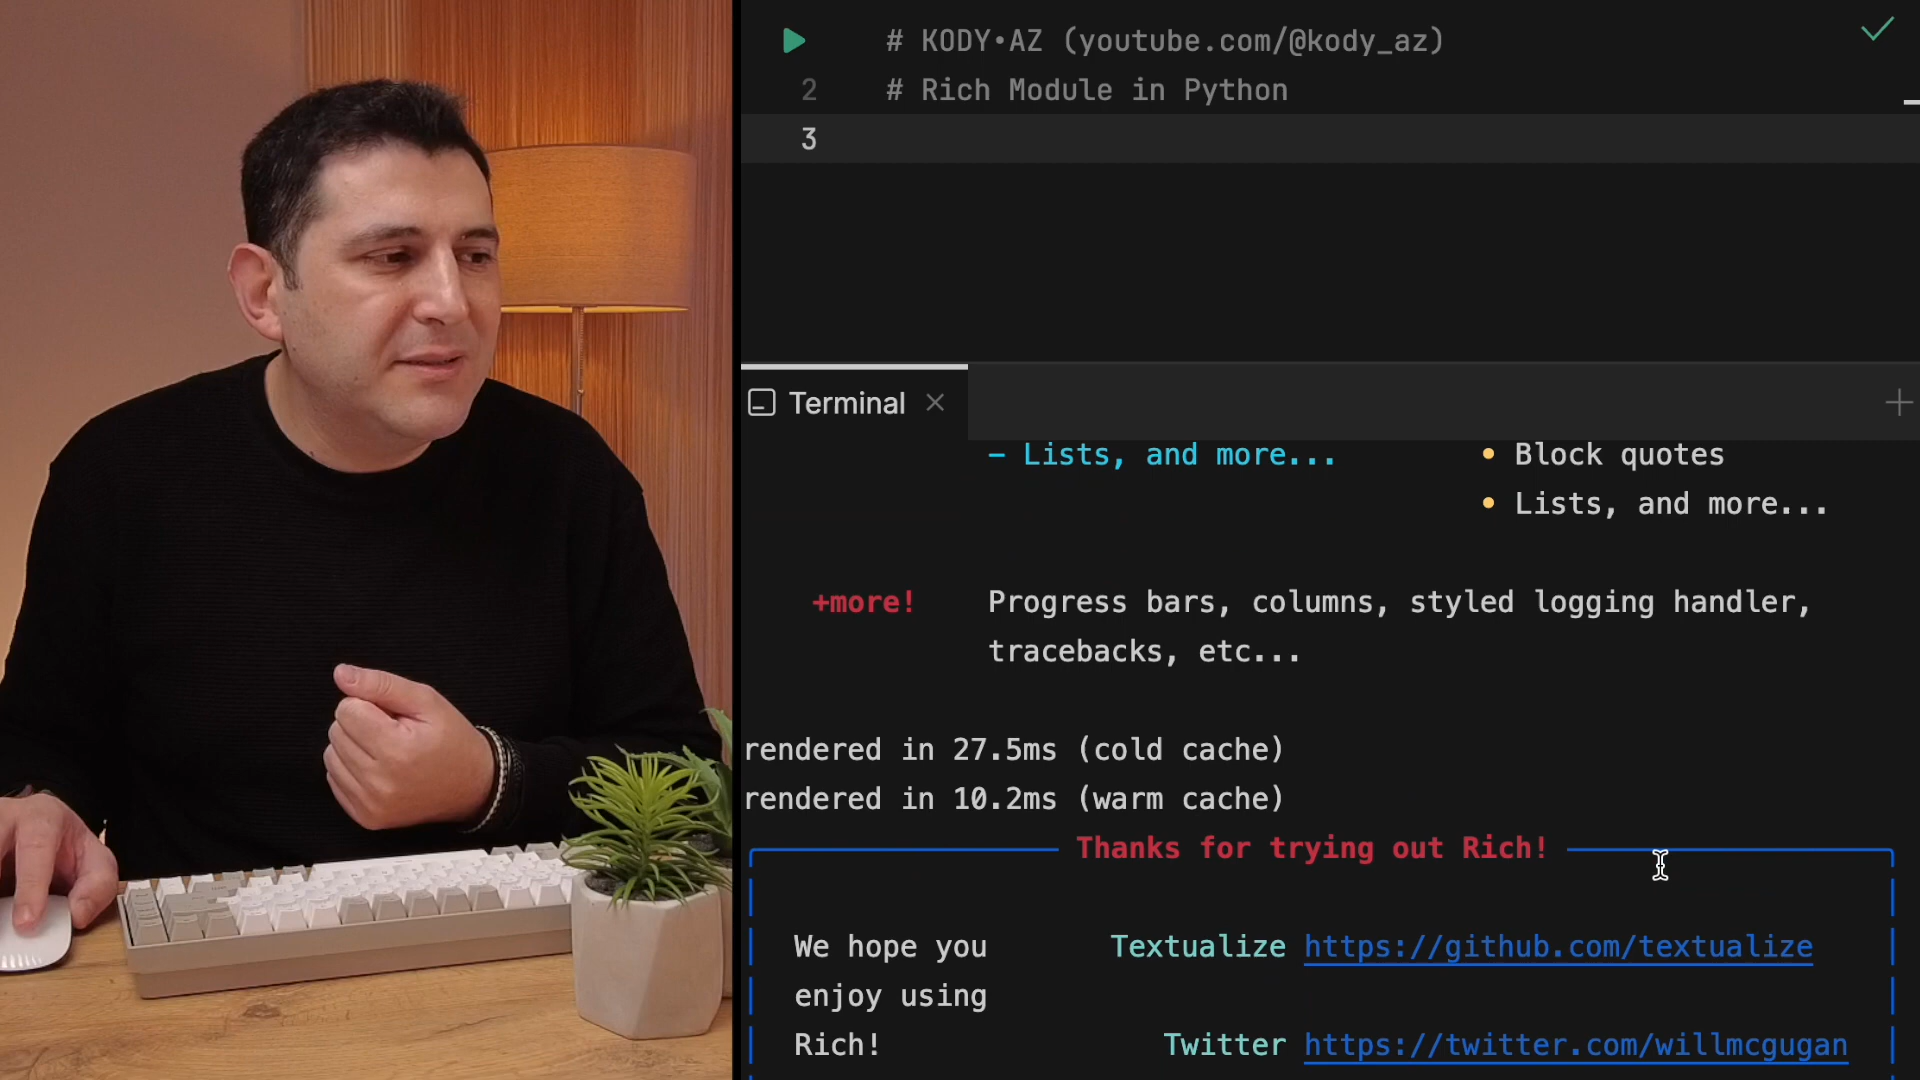 # KODY•AZ (youtube.com/@kody_az)
2 # Rich Module in Python
3
Terminal
– Lists, and more... • Block quotes
• Lists, and more...
+more! Progress bars, columns, styled logging handler,
tracebacks, etc...
rendered in 27.5ms (cold cache)
rendered in 10.2ms (warm cache)
Thanks for trying out Rich!
We hope you Textualize https://github.com/textualize
enjoy using
Rich! Twitter https://twitter.com/willmcgugan